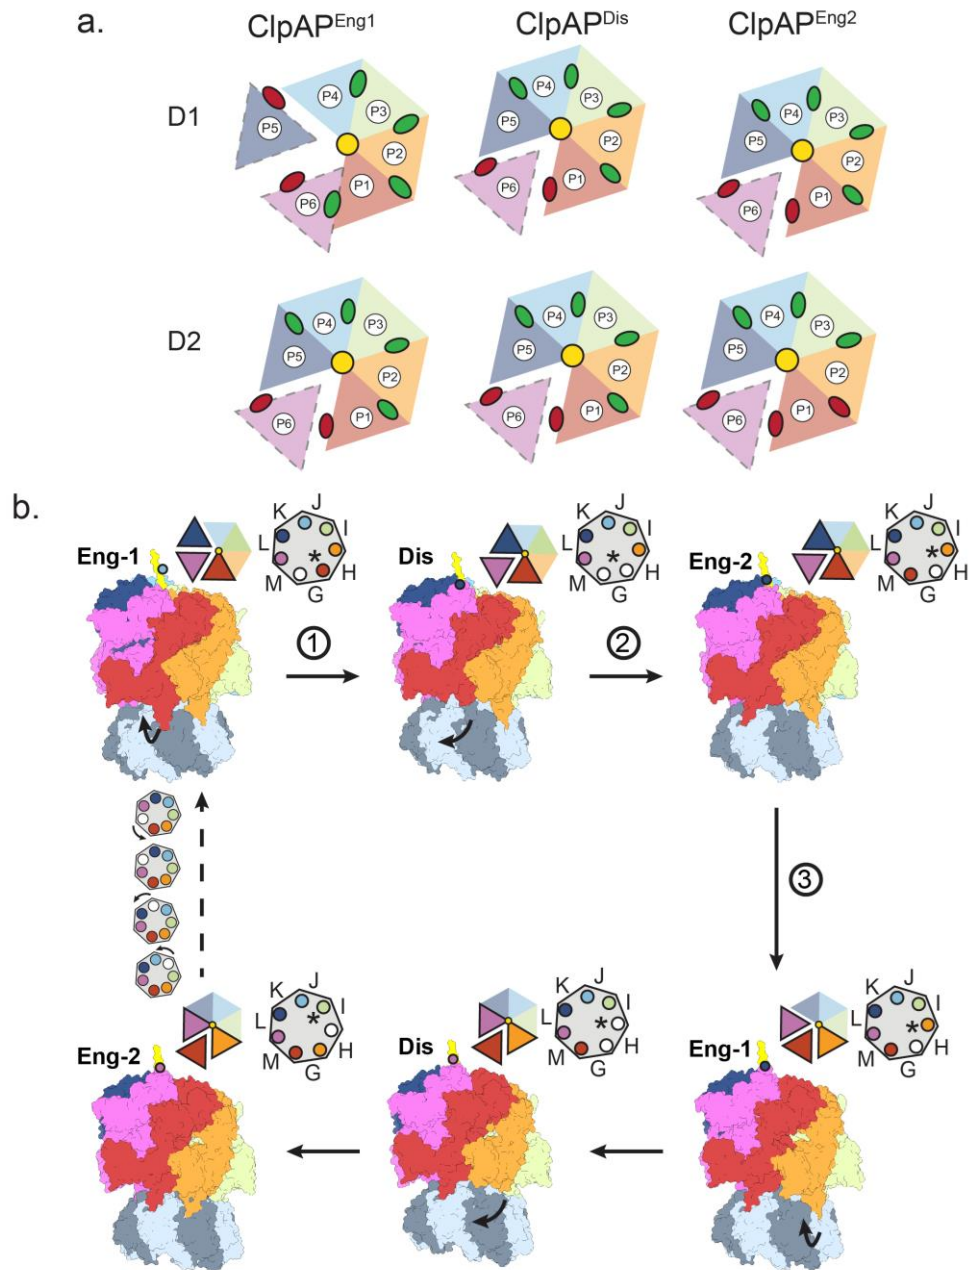 a.
ClpAP^Eng1 ClpAP^Dis ClpAP^Eng2
D1
P4 P3 P5 P2 P6 P1
P4 P3 P5 P2 P6 P1
P4 P3 P5 P2 P6 P1
D2
P4 P3 P5 P2 P6 P1
P4 P3 P5 P2 P6 P1
P4 P3 P5 P2 P6 P1
b.
Eng-1
K J I L * M H G
1
Dis
K J I L * M H G
2
Eng-2
K J I L * M H G
3
Eng-2
K J I L * M H G
Dis
K J I L * M H G
Eng-1
K J I L * M H G